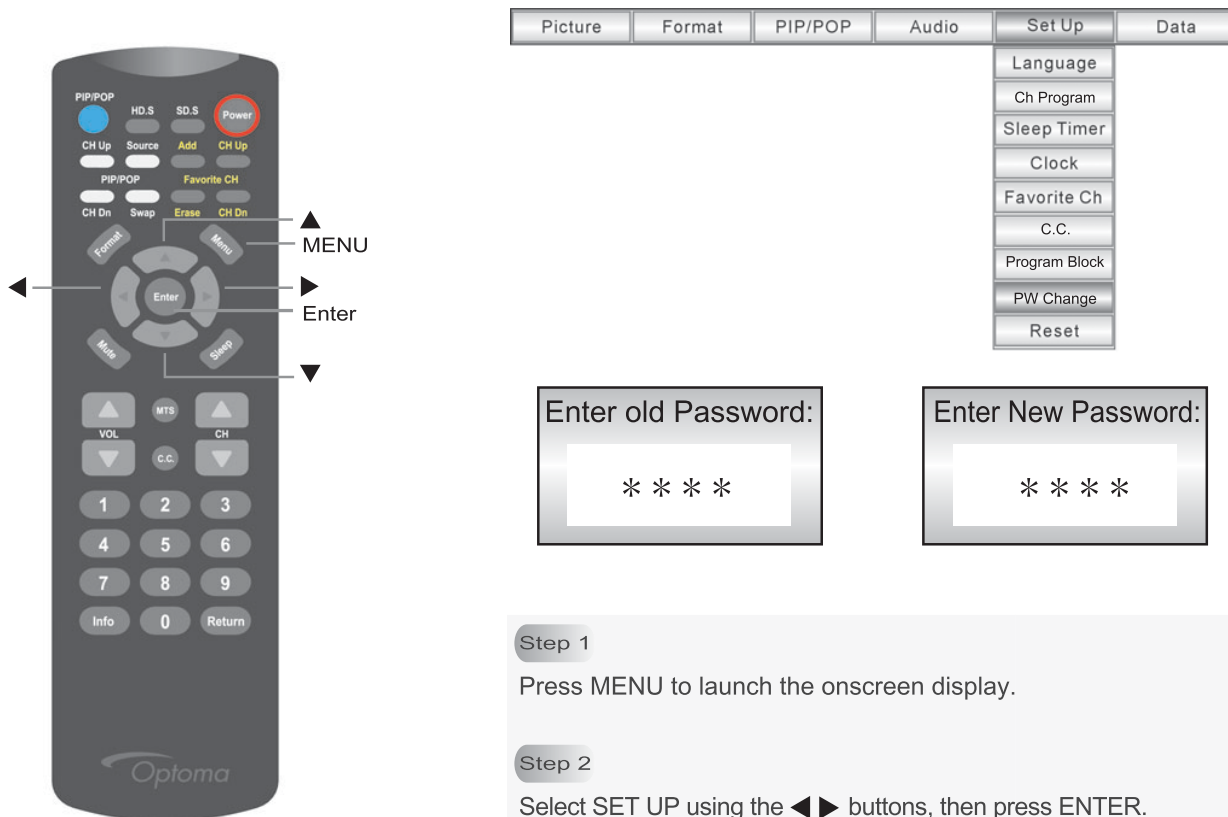 PIP/POP
HD.S SD.S Power
CH Up Source Add CH Up
PIP/POP Favorite CH
CH Dn Swap Erase CH Dn
Format Menu
Enter
Mute Sleep
MTS
VOL CH
C.C.
1 2 3
4 5 6
7 8 9
Info 0 Return
Optoma
▲
MENU
◀ ▶
Enter
▼
Picture Format PIP/POP Audio Set Up Data
Language
Ch Program
Sleep Timer
Clock
Favorite Ch
C.C.
Program Block
PW Change
Reset
Enter old Password:
＊＊＊＊
Enter New Password:
＊＊＊＊
Step 1
Press MENU to launch the onscreen display.
Step 2
Select SET UP using the ◀ ▶ buttons, then press ENTER.